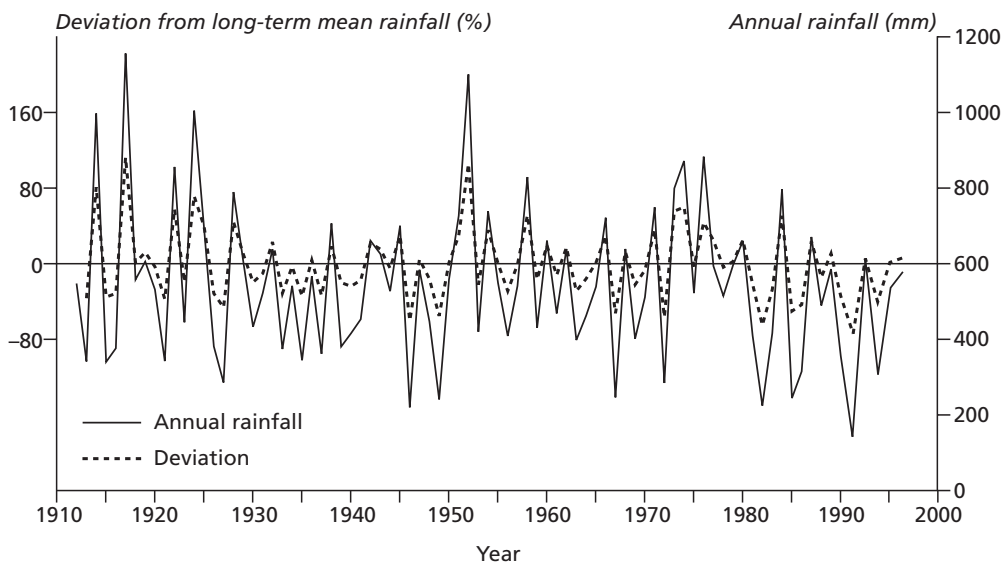 Deviation from long-term mean rainfall (%) Annual rainfall (mm)
1200
160 1000
80 800
0 600
–80 400
200
0
Annual rainfall
Deviation
1910 1920 1930 1940 1950 1960 1970 1980 1990 2000
Year